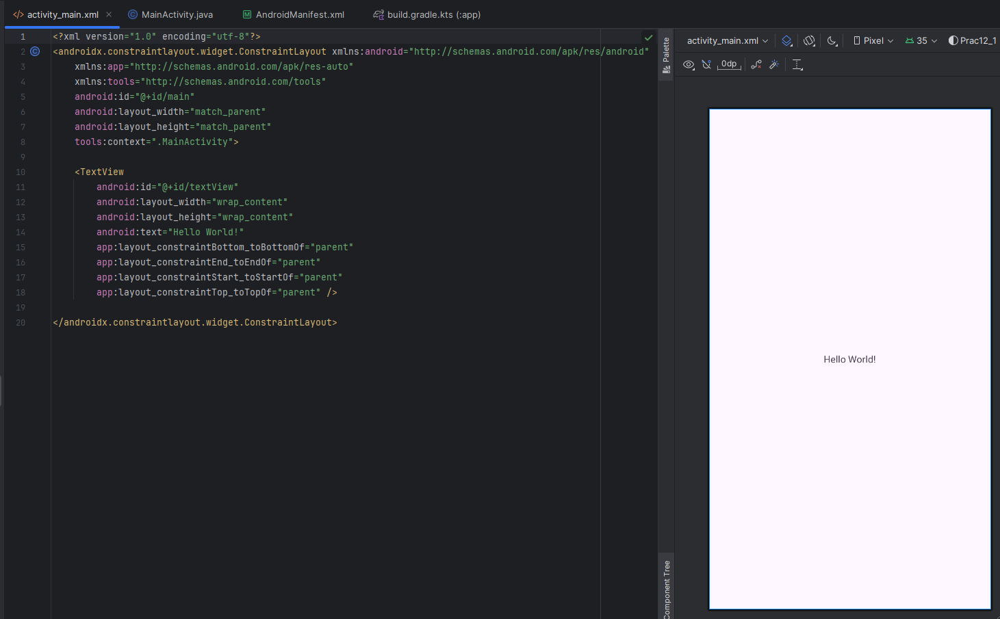 activity_main.xml
MainActivity.java
AndroidManifest.xml
build.gradle.kts (:app)
1 <?xml version="1.0" encoding="utf-8"?>
2 <androidx.constraintlayout.widget.ConstraintLayout xmlns:android="http://schemas.android.com/apk/res/android"
3 xmlns:app="http://schemas.android.com/apk/res-auto"
4 xmlns:tools="http://schemas.android.com/tools"
5 android:id="@+id/main"
6 android:layout_width="match_parent"
7 android:layout_height="match_parent"
8 tools:context=".MainActivity">
9
10 <TextView
11 android:id="@+id/textView"
12 android:layout_width="wrap_content"
13 android:layout_height="wrap_content"
14 android:text="Hello World!"
15 app:layout_constraintBottom_toBottomOf="parent"
16 app:layout_constraintEnd_toEndOf="parent"
17 app:layout_constraintStart_toStartOf="parent"
18 app:layout_constraintTop_toTopOf="parent" />
19
20 </androidx.constraintlayout.widget.ConstraintLayout>
Palette
Component Tree
activity_main.xml
Pixel
35
Prac12_1
0dp
Hello World!